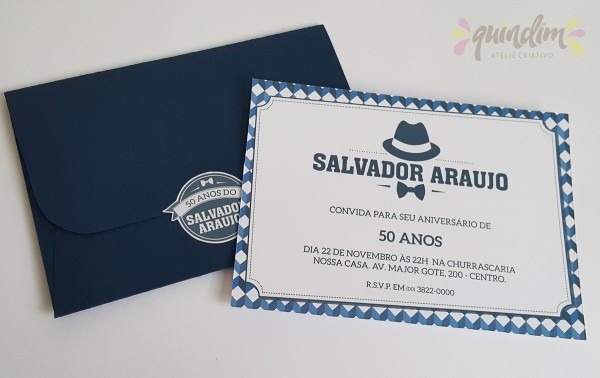 quindim
ATELIÊ CRIATIVO
50 ANOS DO
SALVADOR
ARAUJO
SALVADOR ARAUJO
CONVIDA PARA SEU ANIVERSÁRIO DE
50 ANOS
DIA 22 DE NOVEMBRO ÀS 22H NA CHURRASCARIA
NOSSA CASA. AV. MAJOR GOTE, 200 - CENTRO.
R.S.V.P. EM (00) 3822-0000